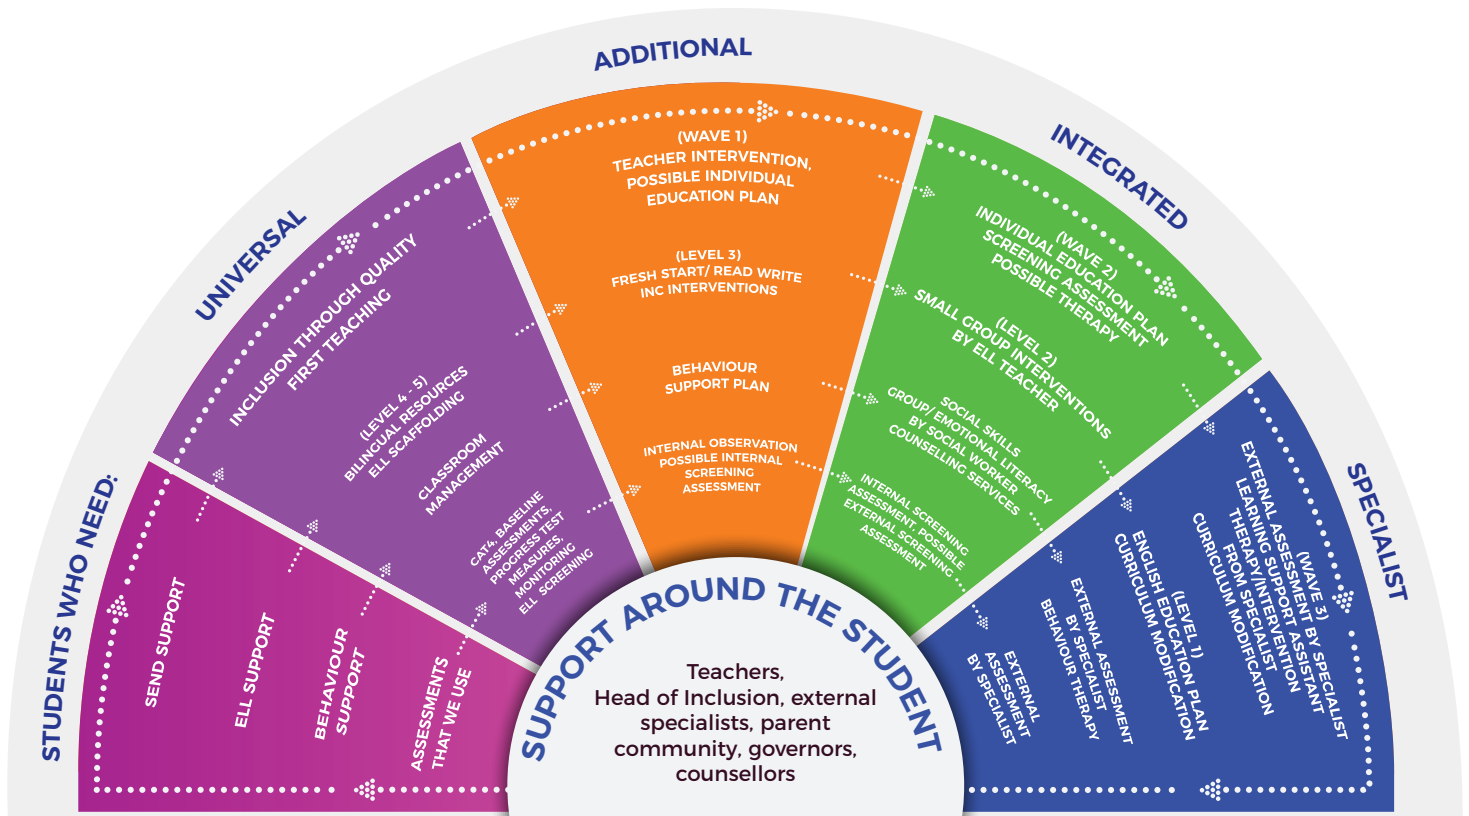 STUDENTS WHO NEED:
SEND SUPPORT
ELL SUPPORT
BEHAVIOUR
SUPPORT
ASSESSMENTS
THAT WE USE
UNIVERSAL
INCLUSION THROUGH QUALITY
FIRST TEACHING
(LEVEL 4 - 5)
BILINGUAL RESOURCES
ELL SCAFFOLDING
CLASSROOM
MANAGEMENT
CAT4, BASELINE
ASSESSMENTS,
PROGRESS TEST
MEASURES,
MONITORING
ELL SCREENING
ADDITIONAL
(WAVE 1)
TEACHER INTERVENTION,
POSSIBLE INDIVIDUAL
EDUCATION PLAN
(LEVEL 3)
FRESH START/ READ WRITE
INC INTERVENTIONS
BEHAVIOUR
SUPPORT PLAN
INTERNAL OBSERVATION
POSSIBLE INTERNAL
SCREENING
ASSESSMENT
INTEGRATED
(WAVE 2)
INDIVIDUAL EDUCATION PLAN
SCREENING ASSESSMENT
POSSIBLE THERAPY
(LEVEL 2)
SMALL GROUP INTERVENTIONS
BY ELL TEACHER
SOCIAL SKILLS
GROUP/ EMOTIONAL LITERACY
BY SOCIAL WORKER
COUNSELLING SERVICES
INTERNAL SCREENING
ASSESSMENT, POSSIBLE
EXTERNAL SCREENING
ASSESSMENT
SPECIALIST
(WAVE 3)
EXTERNAL ASSESSMENT BY SPECIALIST
LEARNING SUPPORT ASSISTANT
THERAPY/INTERVENTION
FROM SPECIALIST
CURRICULUM MODIFICATION
(LEVEL 1)
ENGLISH EDUCATION PLAN
CURRICULUM MODIFICATION
EXTERNAL ASSESSMENT
BY SPECIALIST
BEHAVIOUR THERAPY
EXTERNAL
ASSESSMENT
BY SPECIALIST
SUPPORT AROUND THE STUDENT
Teachers,
Head of Inclusion, external
specialists, parent
community, governors,
counsellors